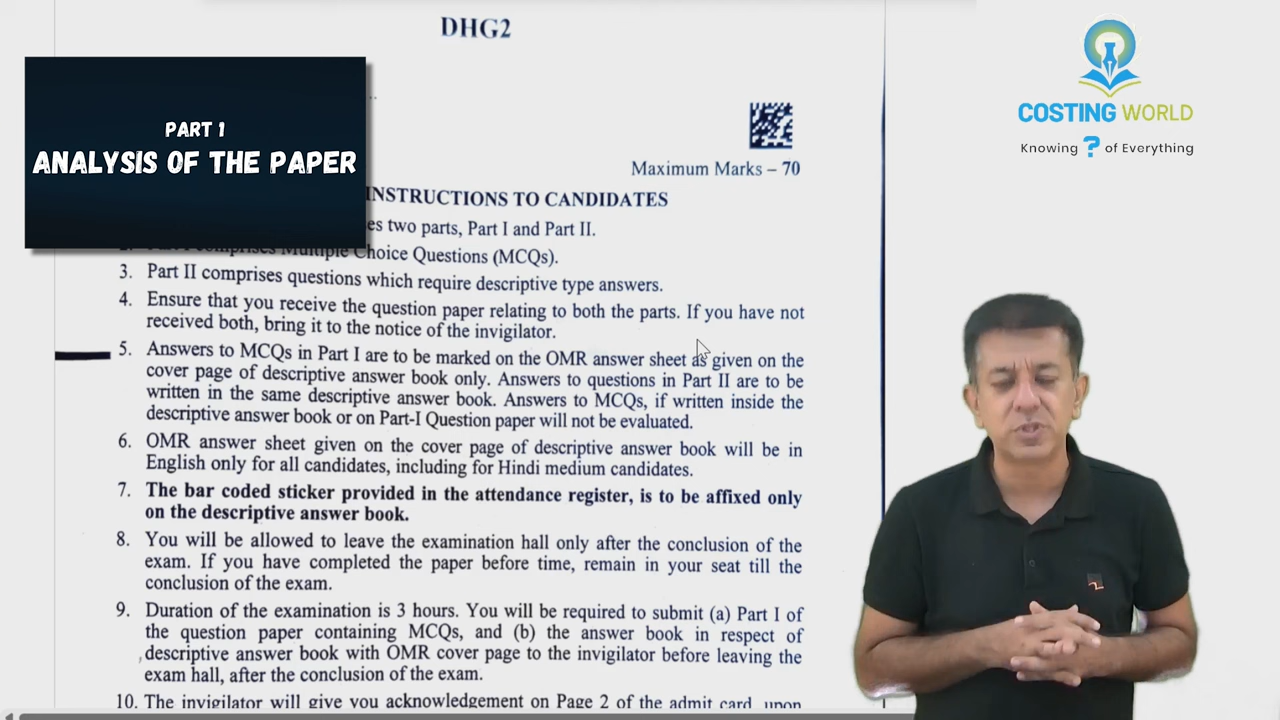 DHG2
PART 1
ANALYSIS OF THE PAPER
COSTING WORLD
Knowing ? of Everything
Maximum Marks – 70
INSTRUCTIONS TO CANDIDATES
es two parts, Part I and Part II.
2. Part I comprises Multiple Choice Questions (MCQs).
3. Part II comprises questions which require descriptive type answers.
4. Ensure that you receive the question paper relating to both the parts. If you have not
received both, bring it to the notice of the invigilator.
5. Answers to MCQs in Part I are to be marked on the OMR answer sheet as given on the
cover page of descriptive answer book only. Answers to questions in Part II are to be
written in the same descriptive answer book. Answers to MCQs, if written inside the
descriptive answer book or on Part-I Question paper will not be evaluated.
6. OMR answer sheet given on the cover page of descriptive answer book will be in
English only for all candidates, including for Hindi medium candidates.
7. The bar coded sticker provided in the attendance register, is to be affixed only
on the descriptive answer book.
8. You will be allowed to leave the examination hall only after the conclusion of the
exam. If you have completed the paper before time, remain in your seat till the
conclusion of the exam.
9. Duration of the examination is 3 hours. You will be required to submit (a) Part I of
the question paper containing MCQs, and (b) the answer book in respect of
descriptive answer book with OMR cover page to the invigilator before leaving the
exam hall, after the conclusion of the exam.
10. The invigilator will give you acknowledgement on Page 2 of the admit card, upon